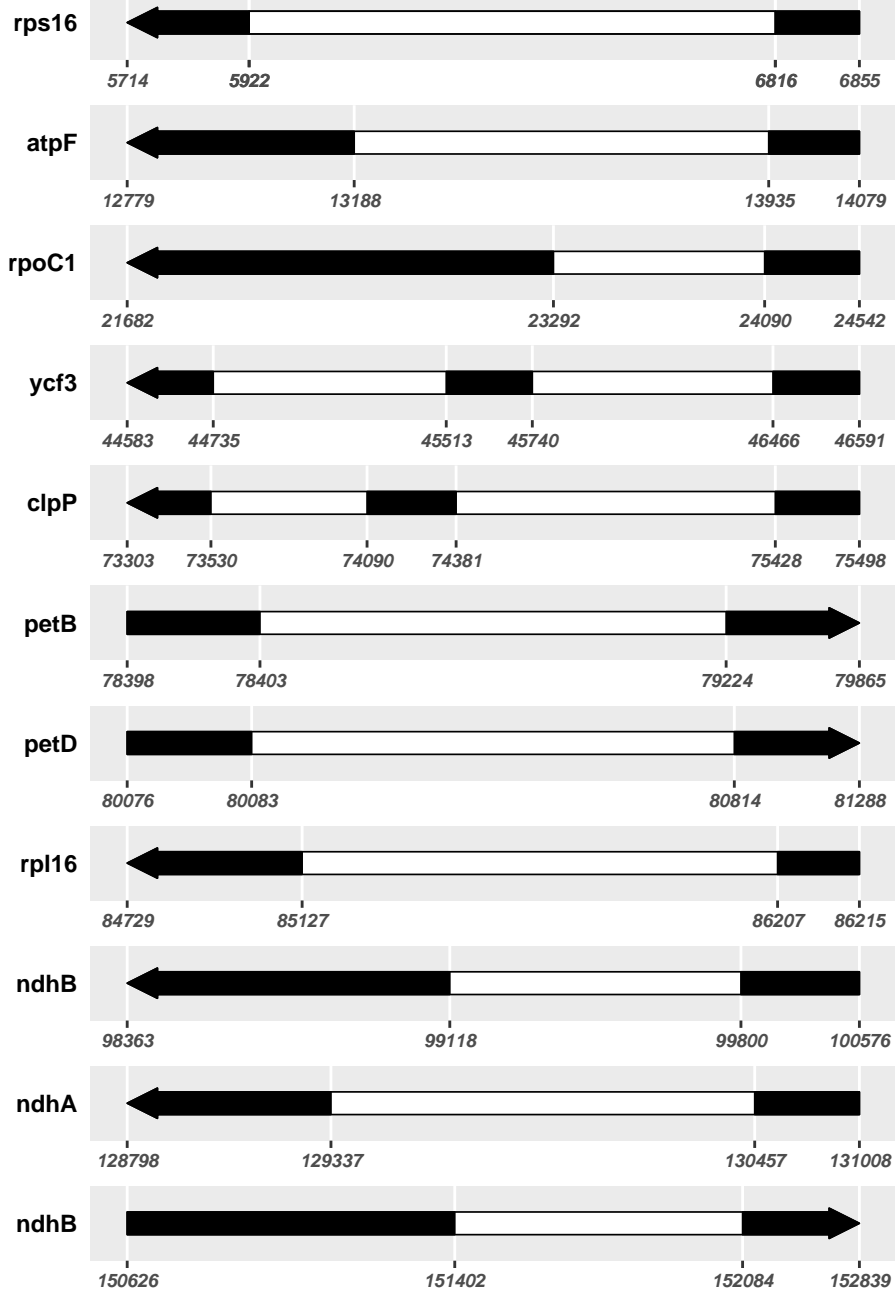 rps16
5714 5922 6816 6855
atpF
12779 13188 13935 14079
rpoC1
21682 23292 24090 24542
ycf3
44583 44735 45513 45740 46466 46591
clpP
73303 73530 74090 74381 75428 75498
petB
78398 78403 79224 79865
petD
80076 80083 80814 81288
rpl16
84729 85127 86207 86215
ndhB
98363 99118 99800 100576
ndhA
128798 129337 130457 131008
ndhB
150626 151402 152084 152839